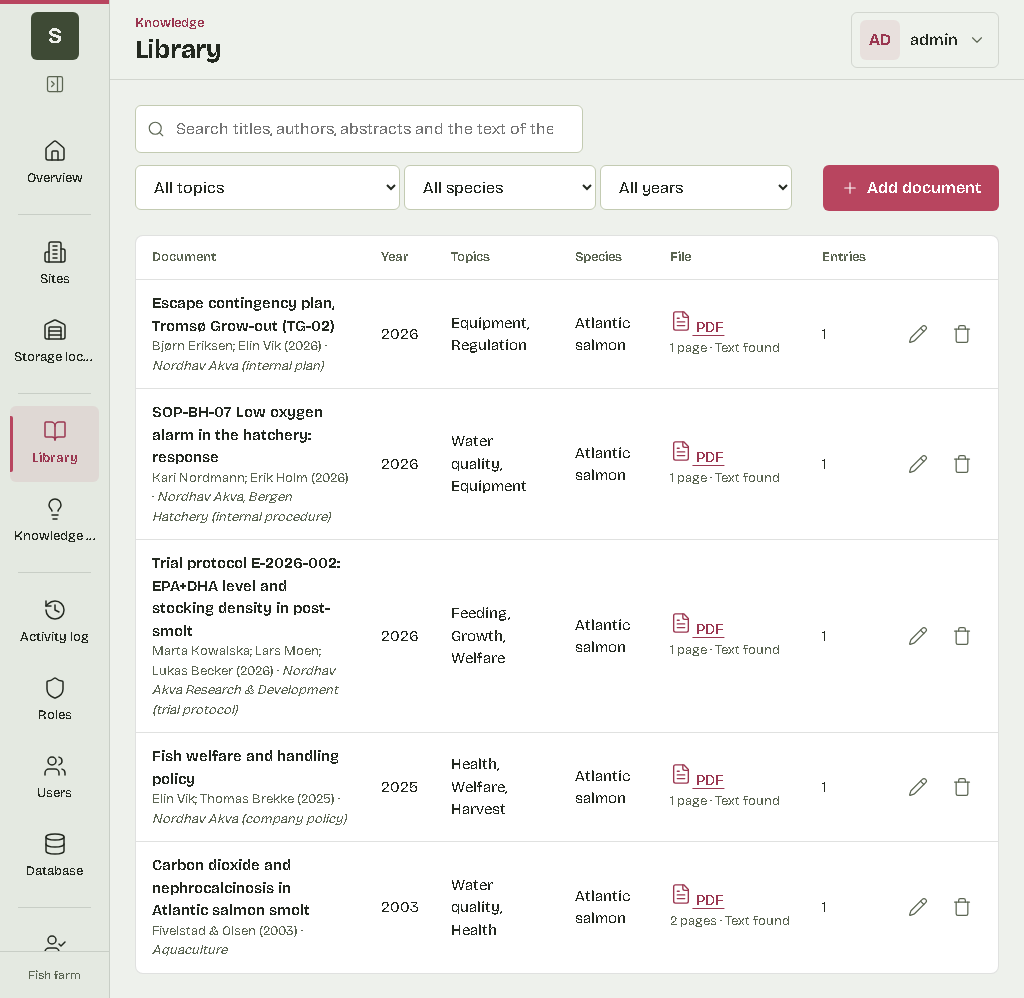 S
Overview
Sites
Storage loc...
Library
Knowledge ...
Activity log
Roles
Users
Database
Fish farm
Knowledge
Library
AD admin
Search titles, authors, abstracts and the text of the
All topics
All species
All years
Add document
Document Year Topics Species File Entries
Escape contingency plan,
Tromsø Grow-out (TG-02)
Bjørn Eriksen; Elin Vik (2026) ·
Nordhav Akva (internal plan)
2026
Equipment,
Regulation
Atlantic
salmon
PDF
1 page · Text found
1
SOP-BH-07 Low oxygen
alarm in the hatchery:
response
Kari Nordmann; Erik Holm (2026)
· Nordhav Akva, Bergen
Hatchery (internal procedure)
2026
Water
quality,
Equipment
Atlantic
salmon
PDF
1 page · Text found
1
Trial protocol E-2026-002:
EPA+DHA level and
stocking density in post-
smolt
Marta Kowalska; Lars Moen;
Lukas Becker (2026) · Nordhav
Akva Research & Development
(trial protocol)
2026
Feeding,
Growth,
Welfare
Atlantic
salmon
PDF
1 page · Text found
1
Fish welfare and handling
policy
Elin Vik; Thomas Brekke (2025) ·
Nordhav Akva (company policy)
2025
Health,
Welfare,
Harvest
Atlantic
salmon
PDF
1 page · Text found
1
Carbon dioxide and
nephrocalcinosis in
Atlantic salmon smolt
Fivelstad & Olsen (2003) ·
Aquaculture
2003
Water
quality,
Health
Atlantic
salmon
PDF
2 pages · Text found
1